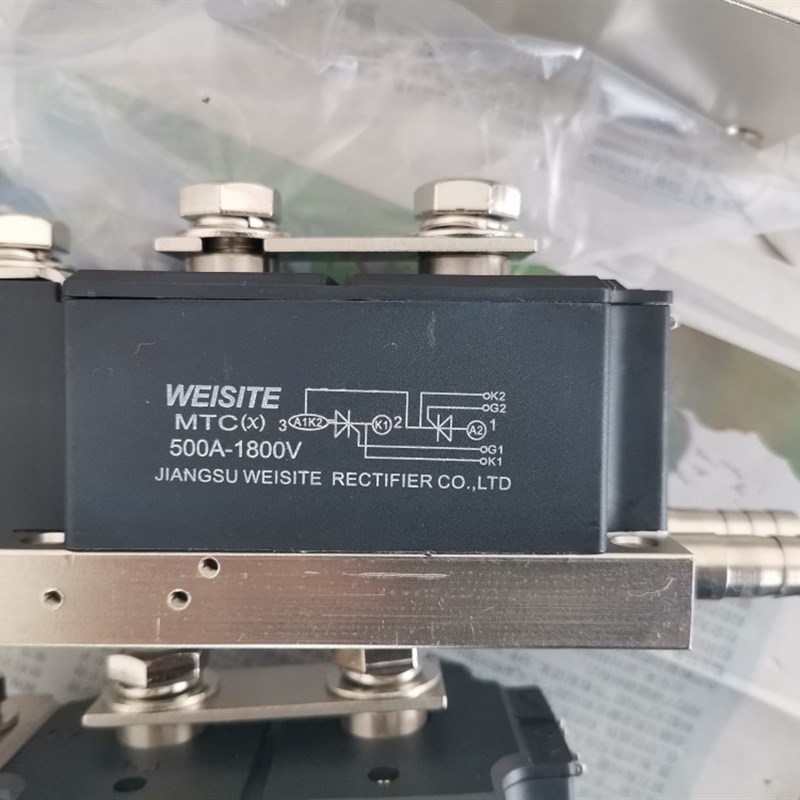 WEISITE
MTC(x)
500A-1800V
JIANGSU WEISITE RECTIFIER CO.,LTD
3 A1K2 K1 2 A2 1
K2
G2
G1
K1